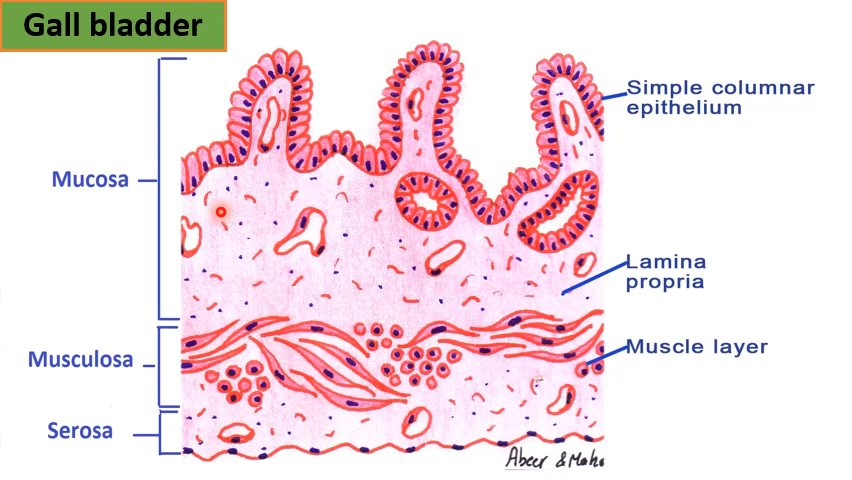 Gall bladder
Simple columnar
epithelium
Mucosa
Lamina
propria
Musculosa
Muscle layer
Serosa
Abeer & Maha